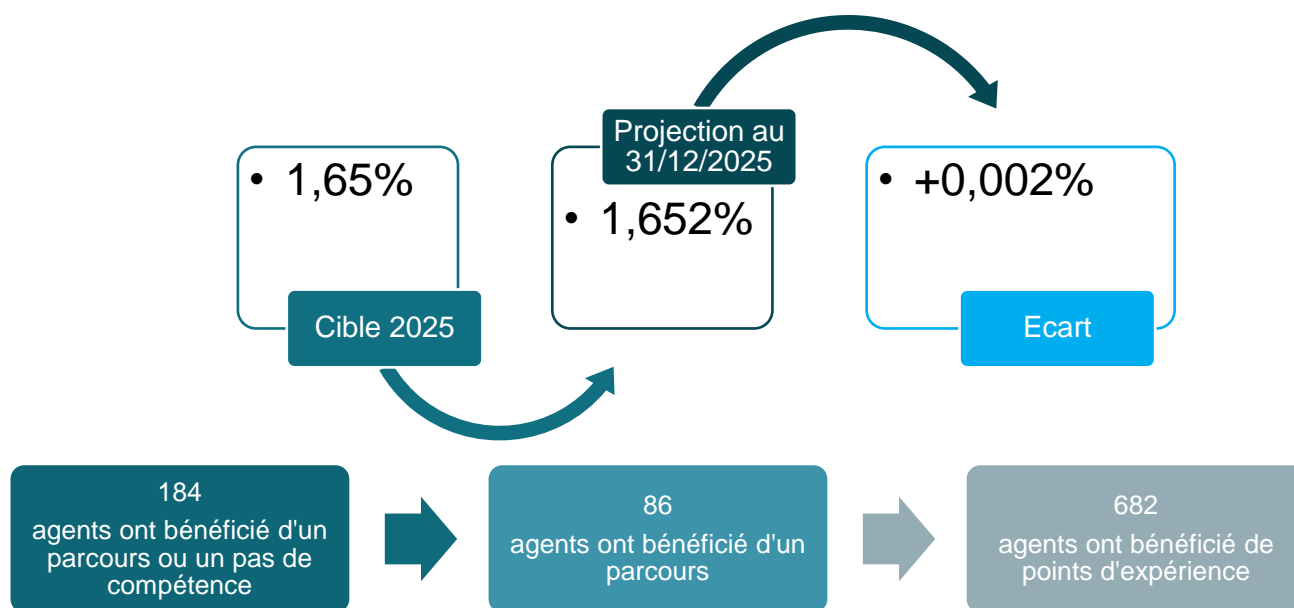 • 1,65%
Cible 2025
Projection au
31/12/2025
• 1,652%
• +0,002%
Ecart
184
agents ont bénéficié d'un
parcours ou un pas de
compétence
86
agents ont bénéficié d'un
parcours
682
agents ont bénéficié de
points d'expérience